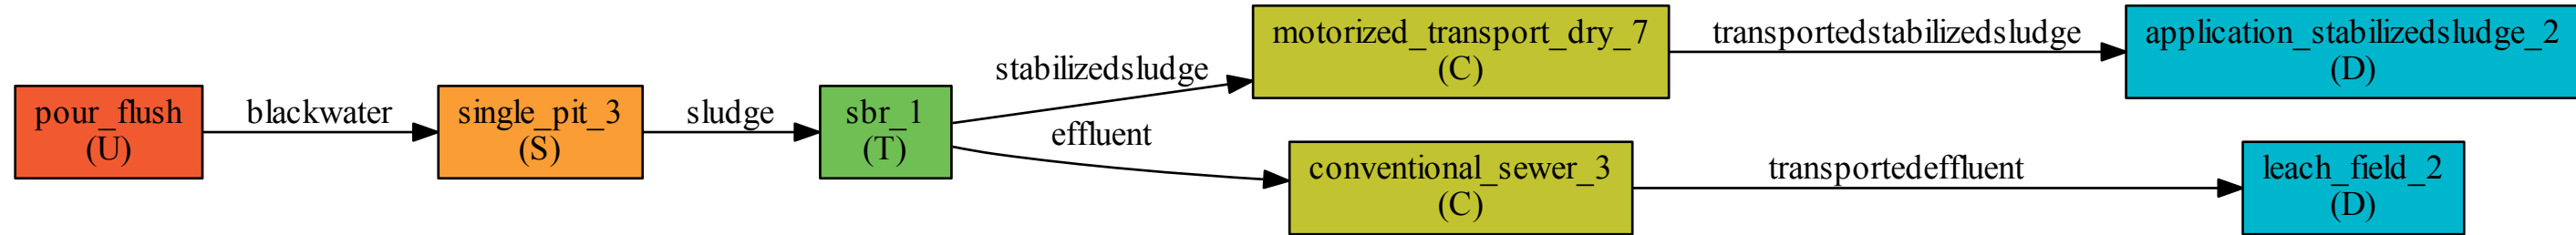 pour_flush
(U)
blackwater
single_pit_3
(S)
sludge
sbr_1
(T)
stabilizedsludge
effluent
motorized_transport_dry_7
(C)
transportedstabilizedsludge
application_stabilizedsludge_2
(D)
conventional_sewer_3
(C)
transportedeffluent
leach_field_2
(D)